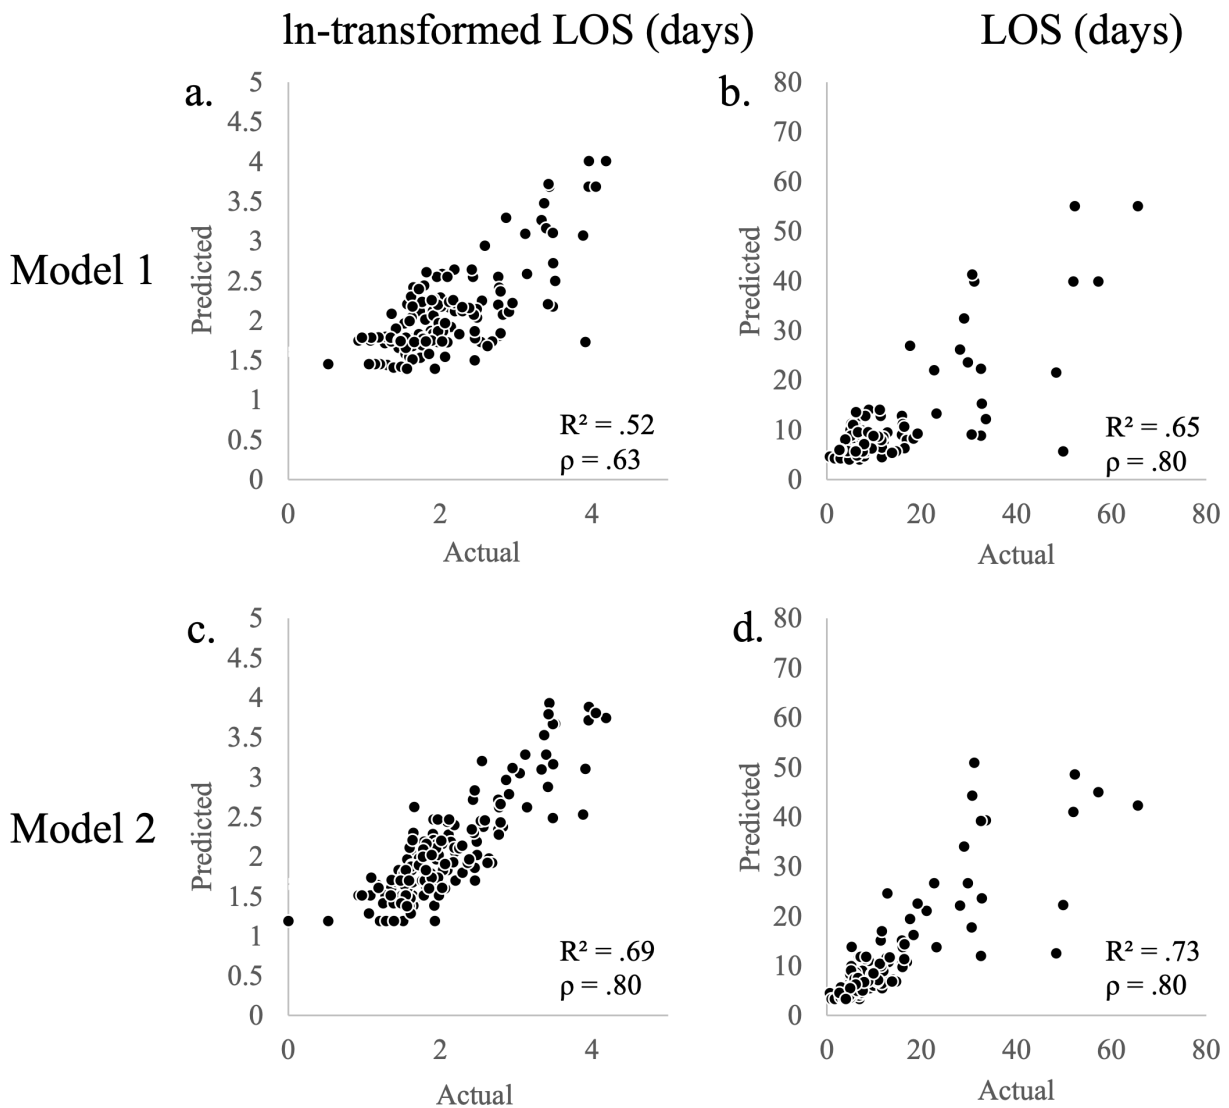 ln-transformed LOS (days)
LOS (days)
Model 1
a.
5
4.5
4
3.5
3
2.5
2
1.5
1
0.5
0
Predicted
R² = .52
ρ = .63
0 2 4
Actual
b.
80
70
60
50
40
30
20
10
0
Predicted
R² = .65
ρ = .80
0 20 40 60 80
Actual
Model 2
c.
5
4.5
4
3.5
3
2.5
2
1.5
1
0.5
0
Predicted
R² = .69
ρ = .80
0 2 4
Actual
d.
80
70
60
50
40
30
20
10
0
Predicted
R² = .73
ρ = .80
0 20 40 60 80
Actual